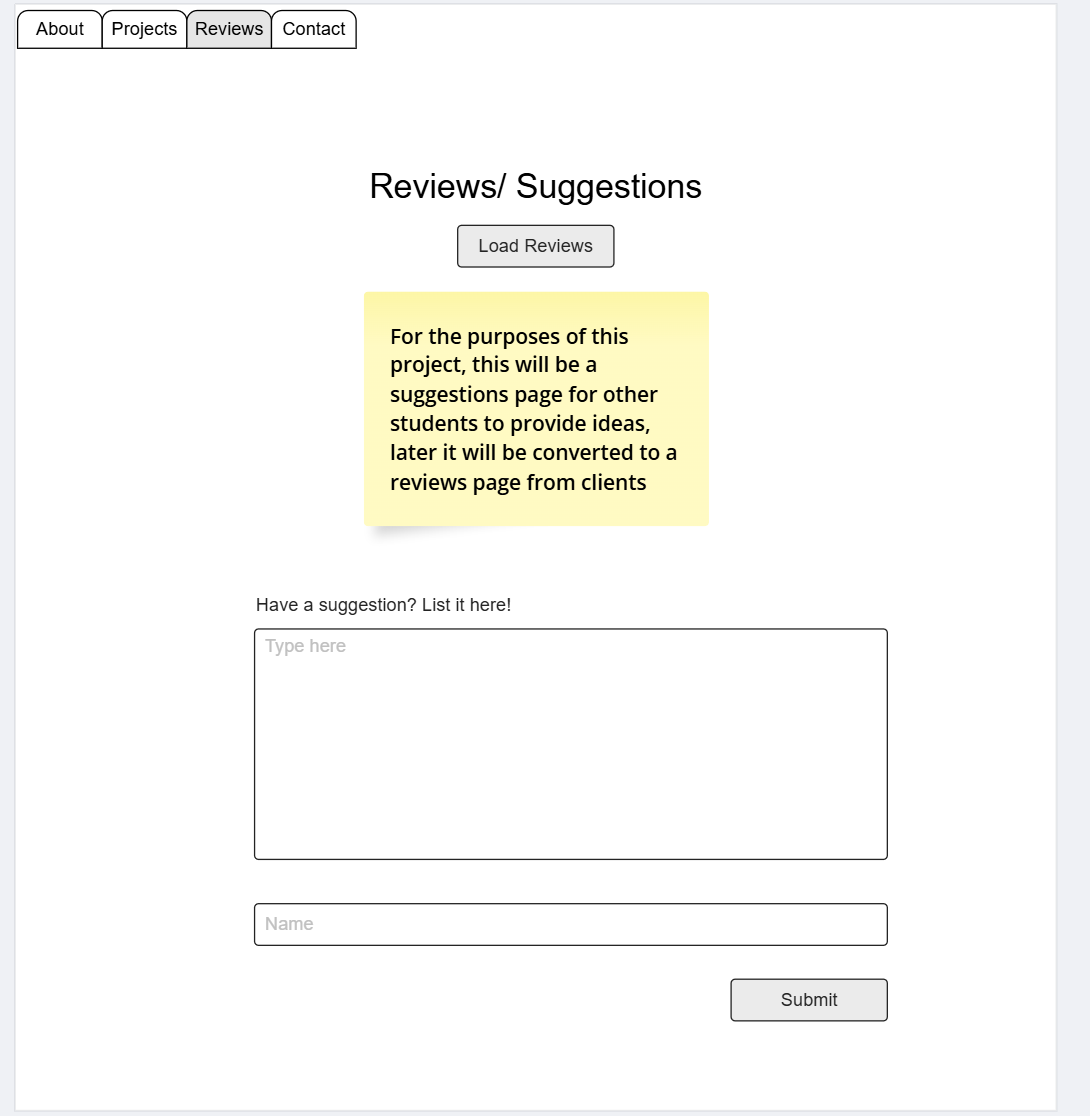 About Projects Reviews Contact
Reviews/ Suggestions
Load Reviews
For the purposes of this
project, this will be a
suggestions page for other
students to provide ideas,
later it will be converted to a
reviews page from clients
Have a suggestion? List it here!
Type here
Name
Submit